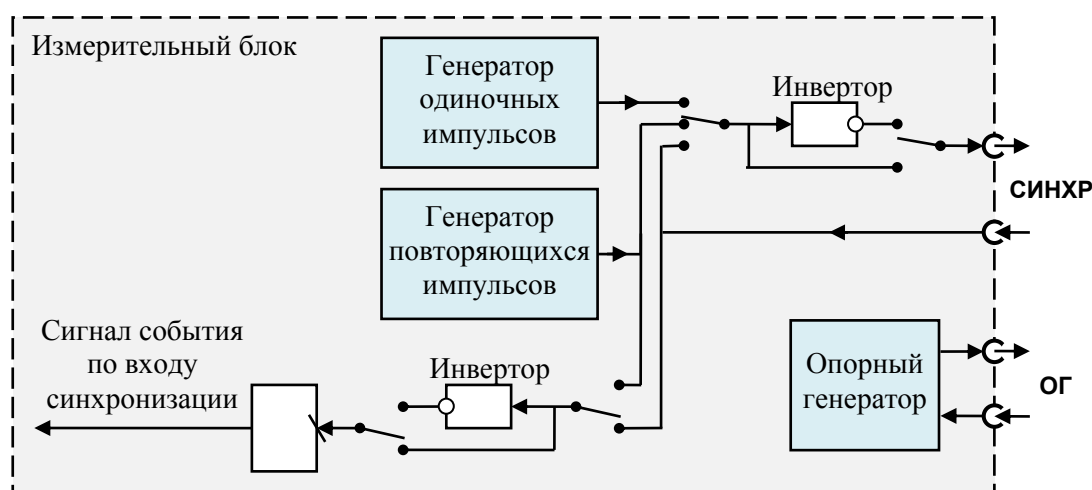 Измерительный блок
Генератор
одиночных
импульсов
Инвертор
СИНХР
Генератор
повторяющихся
импульсов
Сигнал события
по входу
синхронизации
Инвертор
Опорный
генератор
ОГ